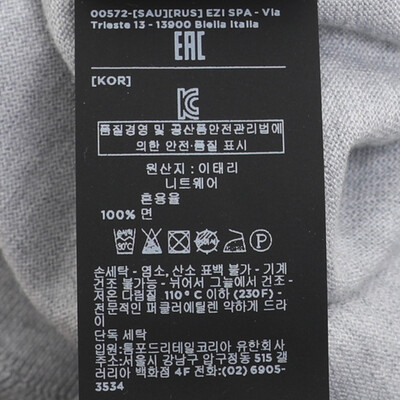 00572-[SAU][RUS] EZI SPA - Via
Trieste 13 - 13900 Biella Italia
EAC
[KOR]
KC
품질경영 및 공산품안전관리법에
의한 안전·품질 표시
원산지 : 이태리
니트웨어
혼용율
100% 면
30°C
손세탁 - 염소, 산소 표백 불가 - 기계
건조 불가능 - 뉘어서 그늘에서 건조 -
저온 다림질 110°C 이하 (230F) -
전문적인 퍼클러에틸렌 약하게 드라
이
단독 세탁
입원:톰포드리테일코리아 유한회사
주소:서울시 강남구 압구정동 515 갤
러리아 백화점 4F 전화:(02) 6905-
3534